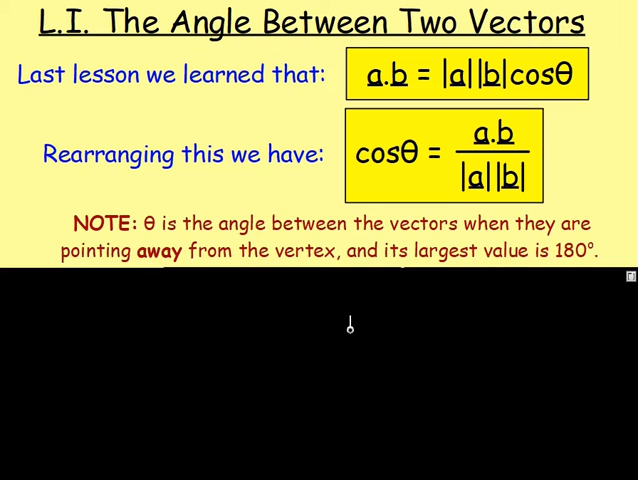 L.I. The Angle Between Two Vectors
Last lesson we learned that: a.b = |a||b|cosθ
Rearranging this we have: cosθ = a.b / |a||b|
NOTE: θ is the angle between the vectors when they are
pointing away from the vertex, and its largest value is 180°.